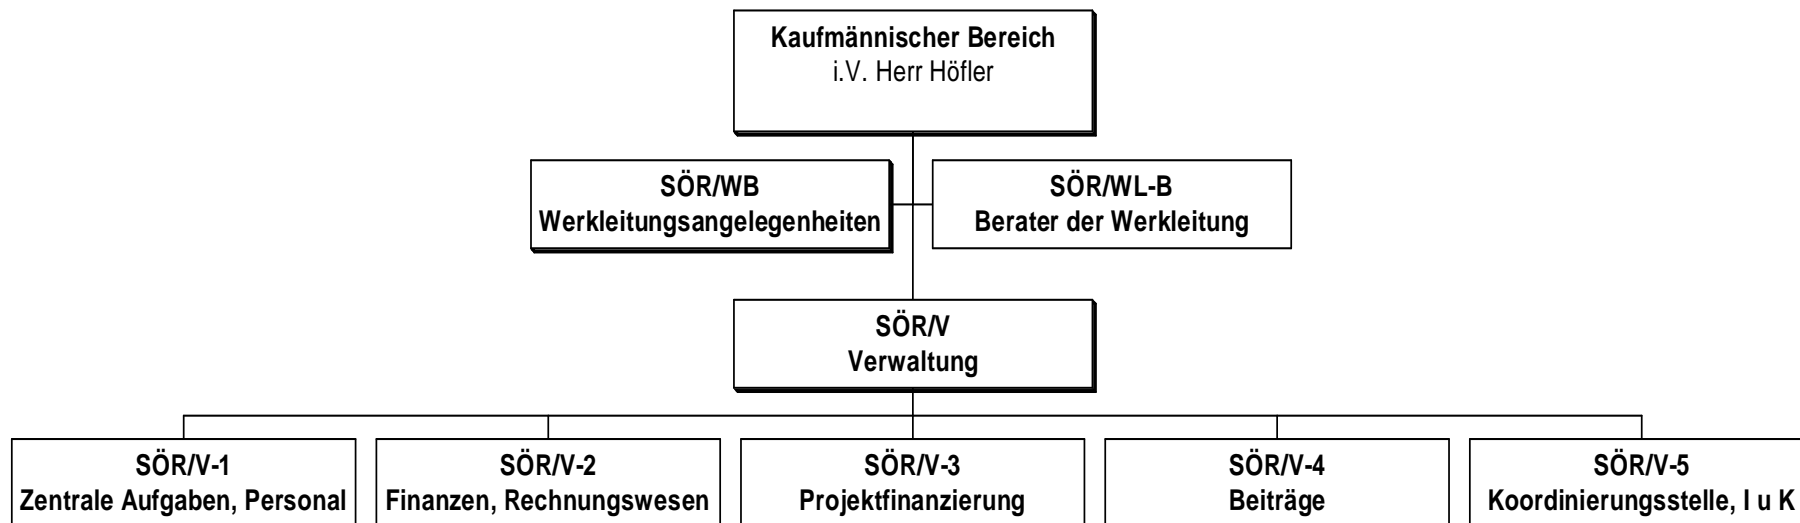 Kaufmännischer Bereich
i.V. Herr Höfler
SÖR/WB
Werkleitungsangelegenheiten
SÖR/WL-B
Berater der Werkleitung
SÖR/V
Verwaltung
SÖR/V-1
Zentrale Aufgaben, Personal
SÖR/V-2
Finanzen, Rechnungswesen
SÖR/V-3
Projektfinanzierung
SÖR/V-4
Beiträge
SÖR/V-5
Koordinierungsstelle, I u K